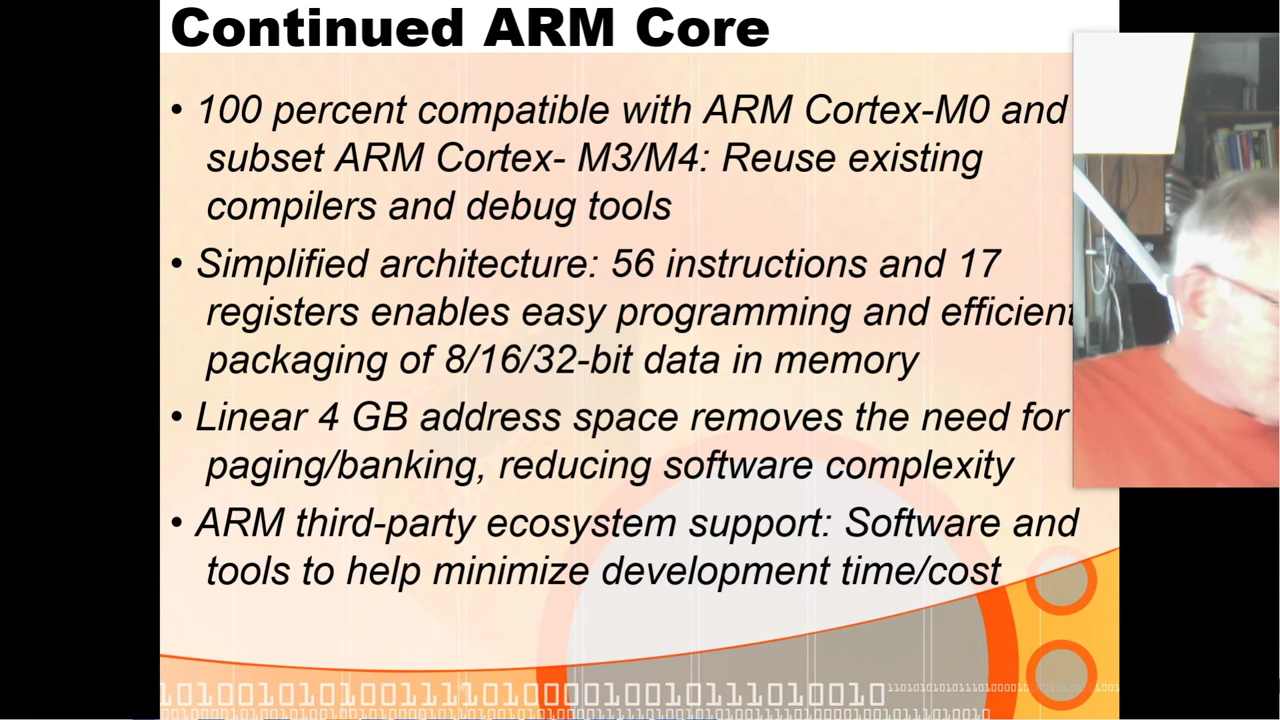 Continued ARM Core
• 100 percent compatible with ARM Cortex-M0 and
subset ARM Cortex- M3/M4: Reuse existing
compilers and debug tools
• Simplified architecture: 56 instructions and 17
registers enables easy programming and efficient
packaging of 8/16/32-bit data in memory
• Linear 4 GB address space removes the need for
paging/banking, reducing software complexity
• ARM third-party ecosystem support: Software and
tools to help minimize development time/cost